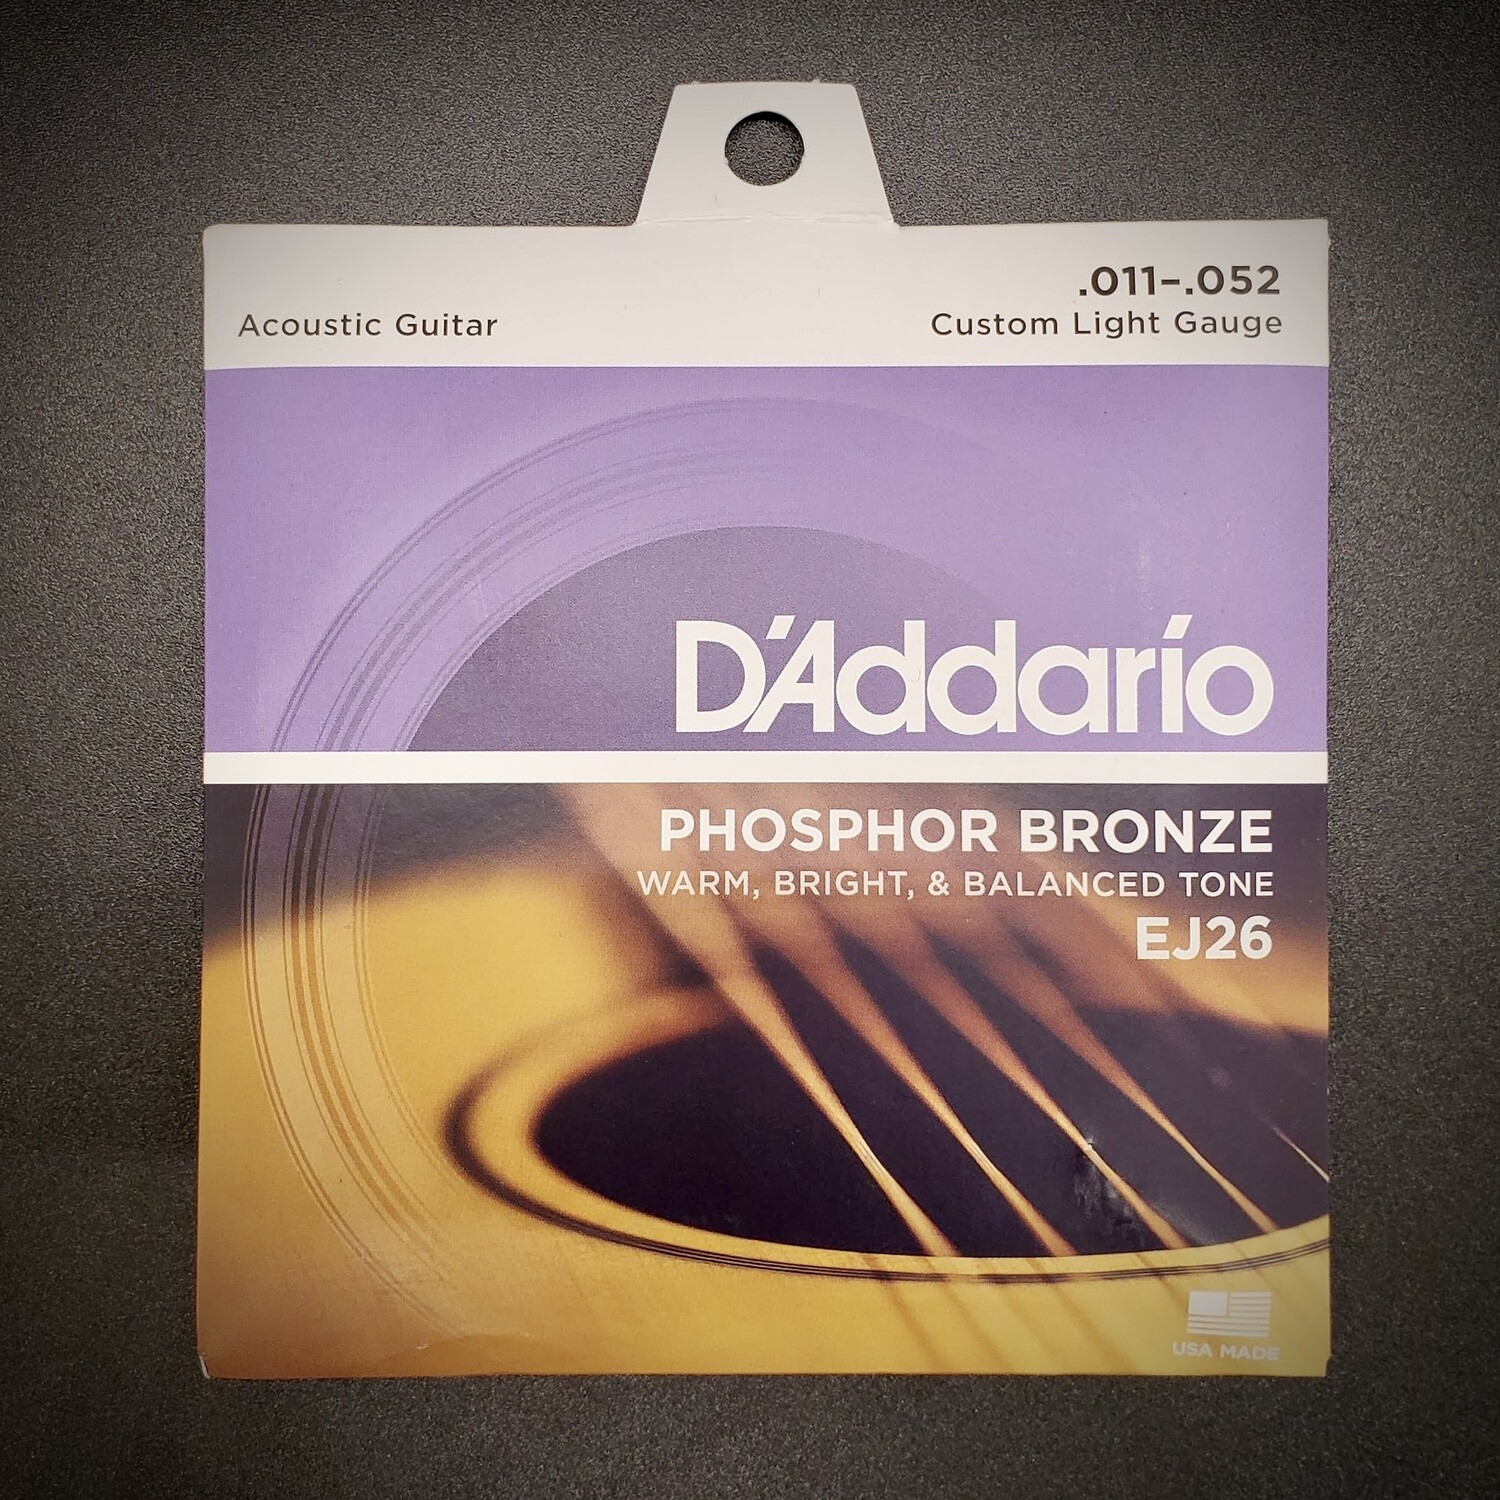 .011–.052
Acoustic Guitar
Custom Light Gauge
D'Addario
PHOSPHOR BRONZE
WARM, BRIGHT, & BALANCED TONE
EJ26
USA MADE